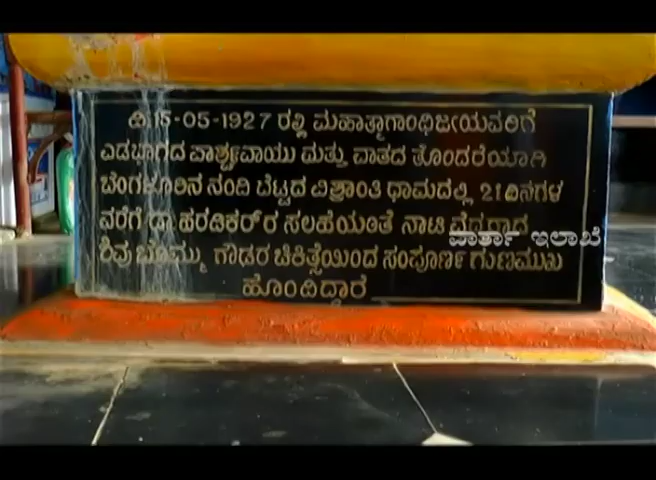 ದಿ.15-05-1927 ರಲ್ಲಿ ಮಹಾತ್ಮಗಾಂಧೀಜೀಯವರಿಗೆ
ಎಡಭಾಗದ ಪಾರ್ಶ್ವವಾಯು ಮತ್ತು ವಾತದ ತೊಂದರೆಯಾಗಿ
ಬೆಂಗಳೂರಿನ ನಂದಿ ಬೆಟ್ಟದ ವಿಶ್ರಾಂತಿ ಧಾಮದಲ್ಲಿ 21 ದಿನಗಳ
ವರೆಗೆ ಡಾ.ಹರಡಿಕರ್‌ರ ಸಲಹೆಯಂತೆ ನಾಟಿ ವೈದ್ಯರಾದ
ಶಿವು ಬೊಮ್ಮು ಗೌಡರ ಚಿಕಿತ್ಸೆಯಿಂದ ಸಂಪೂರ್ಣ ಗುಣಮುಖ
ಹೊಂದಿದ್ದಾರೆ
ವಾರ್ತಾ ಇಲಾಖೆ